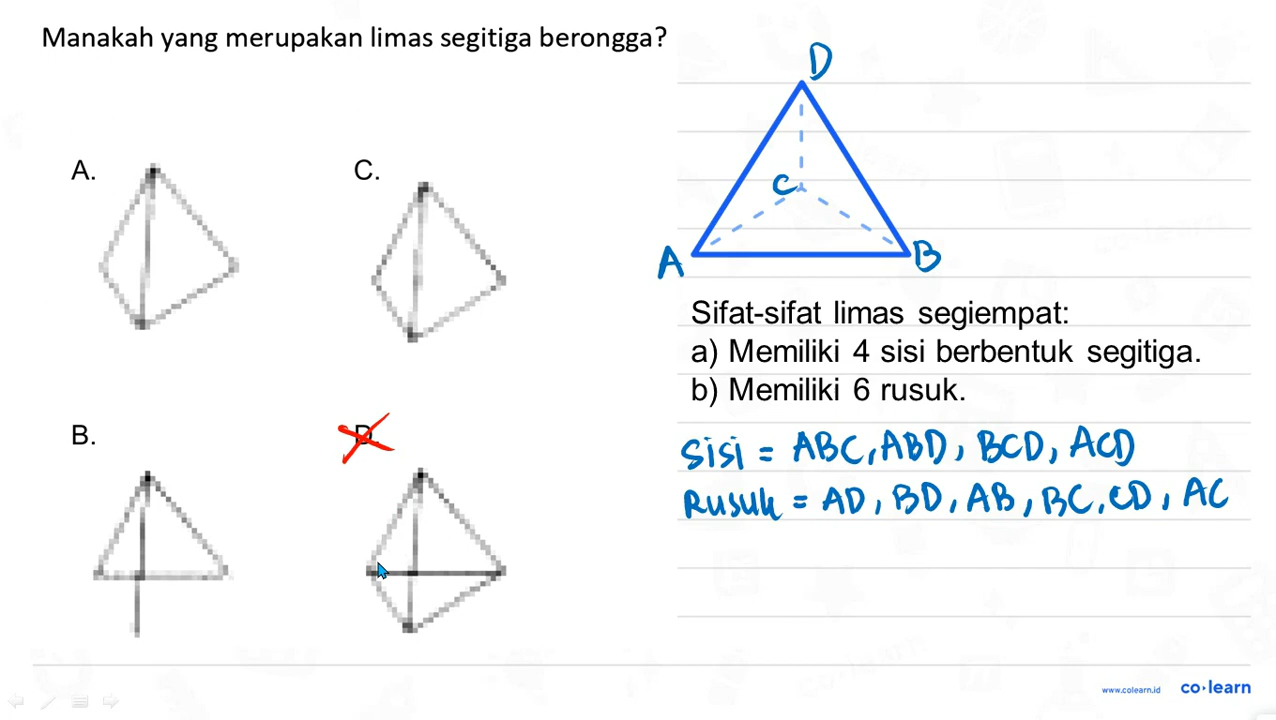 Manakah yang merupakan limas segitiga berongga?
A.
C.
B.
D.
D
C
A
B
Sifat-sifat limas segiempat:
a) Memiliki 4 sisi berbentuk segitiga.
b) Memiliki 6 rusuk.
Sisi = ABC, ABD, BCD, ACD
Rusuk = AD, BD, AB, BC, CD, AC
www.colearn.id
co·learn